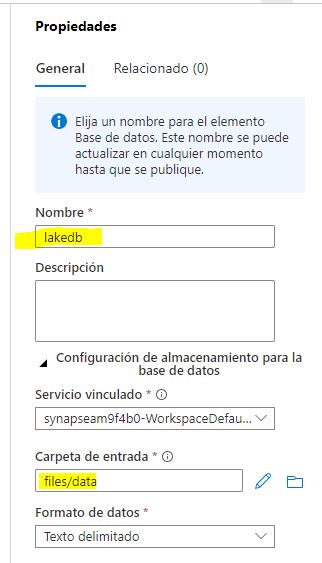 Propiedades
General Relacionado (0)
Elija un nombre para el elemento
Base de datos. Este nombre se puede
actualizar en cualquier momento
hasta que se publique.
Nombre *
lakedb
Descripción
Configuración de almacenamiento para la
base de datos
Servicio vinculado *
synapseam9f4b0-WorkspaceDefau...
Carpeta de entrada *
files/data
Formato de datos *
Texto delimitado